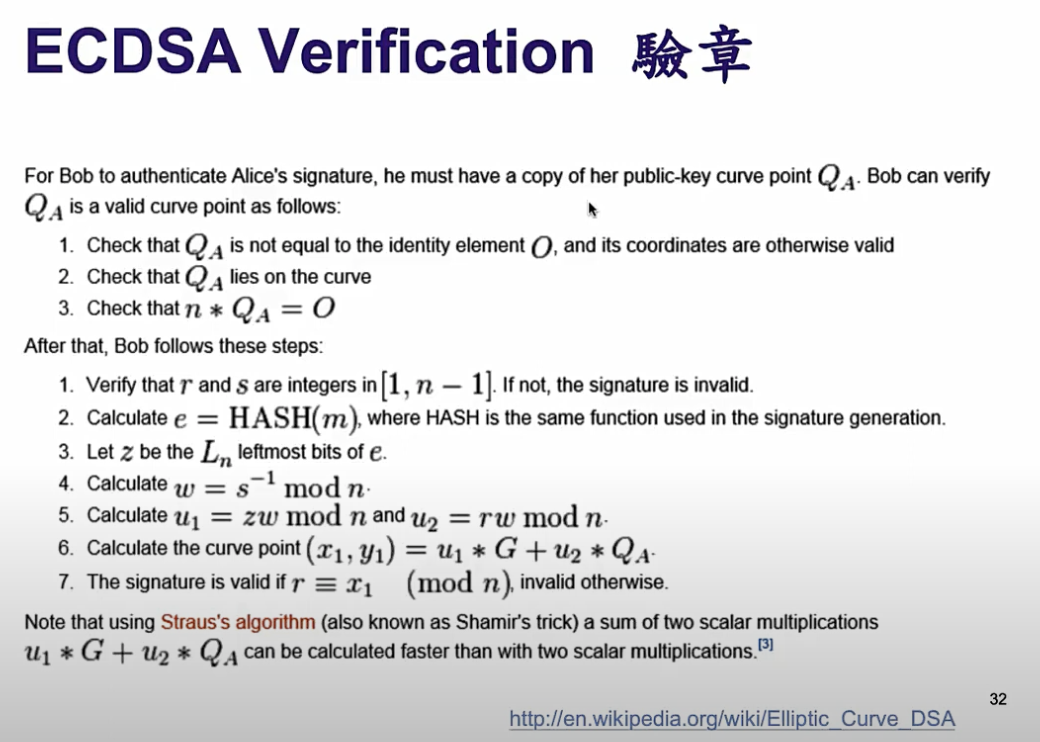 ECDSA Verification 驗章
For Bob to authenticate Alice's signature, he must have a copy of her public-key curve point Q_A. Bob can verify
Q_A is a valid curve point as follows:
1. Check that Q_A is not equal to the identity element O, and its coordinates are otherwise valid
2. Check that Q_A lies on the curve
3. Check that n * Q_A = O
After that, Bob follows these steps:
1. Verify that r and s are integers in [1, n − 1]. If not, the signature is invalid.
2. Calculate e = HASH(m), where HASH is the same function used in the signature generation.
3. Let z be the L_n leftmost bits of e.
4. Calculate w = s^{-1} mod n.
5. Calculate u_1 = zw mod n and u_2 = rw mod n.
6. Calculate the curve point (x_1, y_1) = u_1 * G + u_2 * Q_A.
7. The signature is valid if r ≡ x_1 (mod n), invalid otherwise.
Note that using Straus's algorithm (also known as Shamir's trick) a sum of two scalar multiplications
u_1 * G + u_2 * Q_A can be calculated faster than with two scalar multiplications.[3]
32
http://en.wikipedia.org/wiki/Elliptic_Curve_DSA